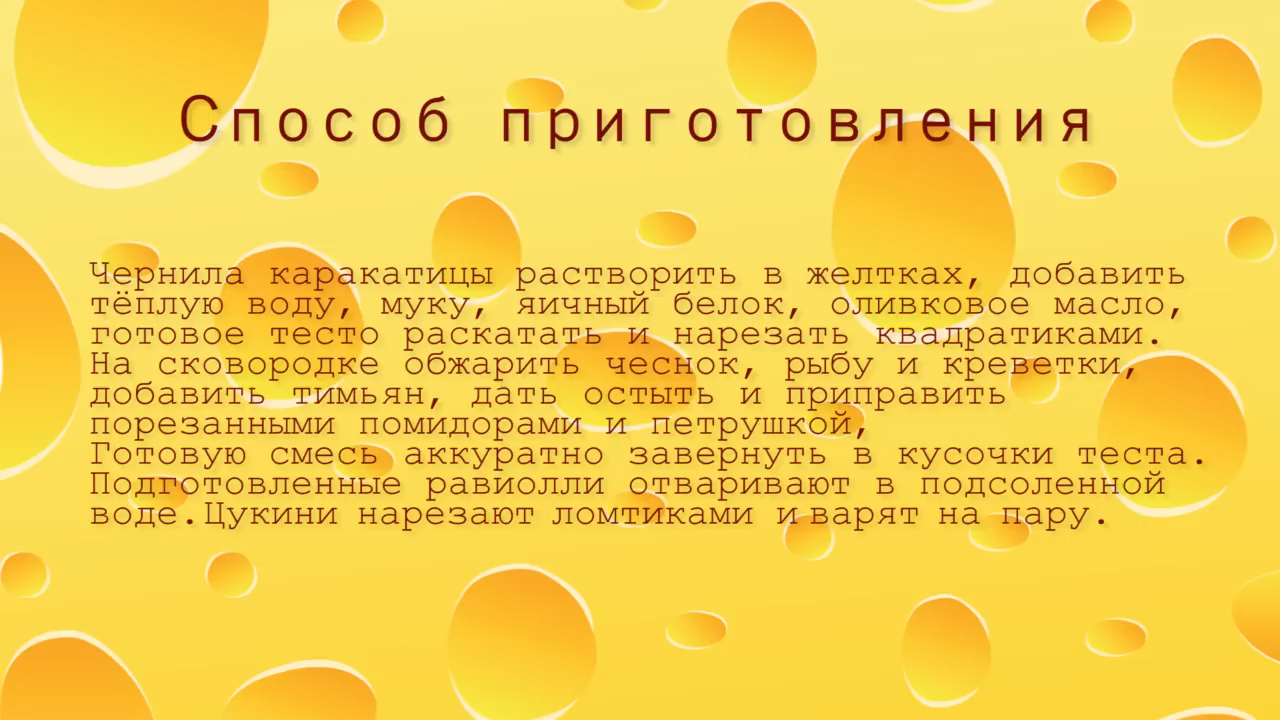 Способ приготовления
Чернила каракатицы растворить в желтках, добавить
тёплую воду, муку, яичный белок, оливковое масло,
готовое тесто раскатать и нарезать квадратиками.
На сковородке обжарить чеснок, рыбу и креветки,
добавить тимьян, дать остыть и приправить
порезанными помидорами и петрушкой,
Готовую смесь аккуратно завернуть в кусочки теста.
Подготовленные равиолли отваривают в подсоленной
воде.Цукини нарезают ломтиками и варят на пару.